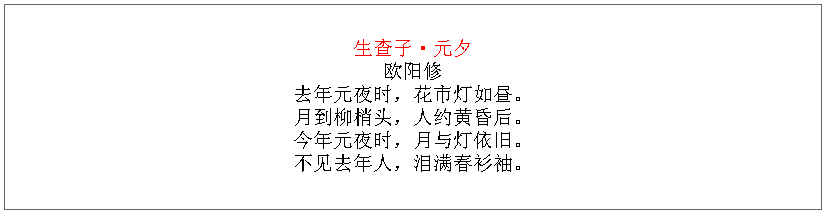 生查子·元夕
欧阳修
去年元夜时，花市灯如昼。
月到柳梢头，人约黄昏后。
今年元夜时，月与灯依旧。
不见去年人，泪满春衫袖。